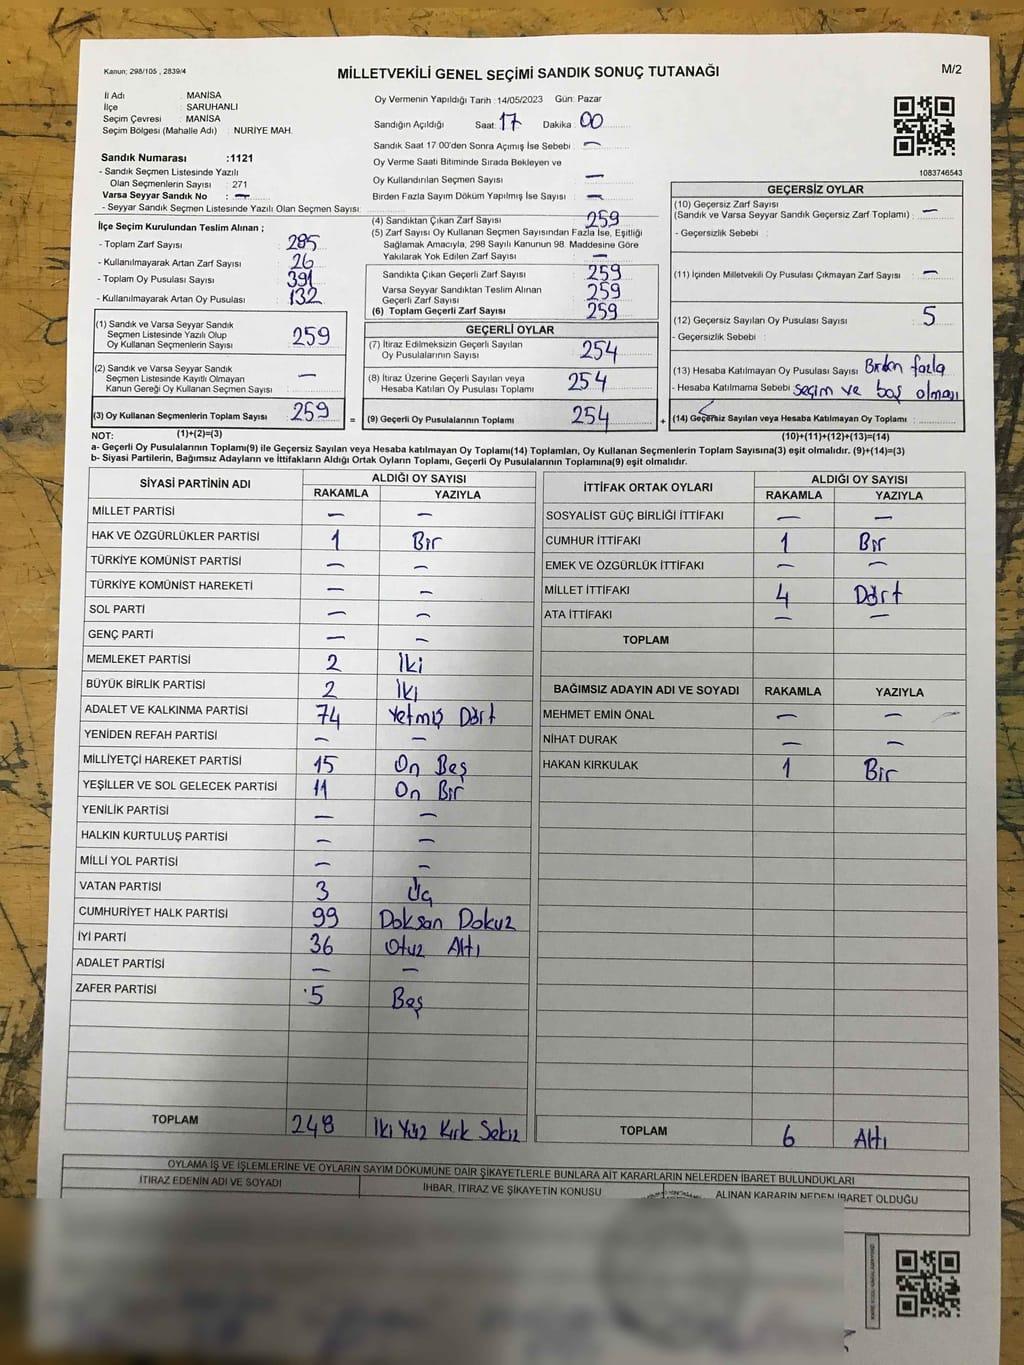 Kanun; 298/105 , 2839/4
MİLLETVEKİLİ GENEL SEÇİMİ SANDIK SONUÇ TUTANAĞI
M/2
İl Adı : MANİSA
İlçe : SARUHANLI
Seçim Çevresi : MANİSA
Seçim Bölgesi (Mahalle Adı) : NURİYE MAH.
Oy Vermenin Yapıldığı Tarih :14/05/2023 Gün: Pazar
Sandığın Açıldığı Saat: 17 Dakika : 00
Sandık Saat 17.00'den Sonra Açımış İse Sebebi : —
Oy Verme Saati Bitiminde Sırada Bekleyen ve
Oy Kullandırılan Seçmen Sayısı : —
Birden Fazla Sayım Döküm Yapılmış İse Sayısı : —
1083746543
Sandık Numarası :1121
- Sandık Seçmen Listesinde Yazılı
Olan Seçmenlerin Sayısı : 271
Varsa Seyyar Sandık No : —
- Seyyar Sandık Seçmen Listesinde Yazılı Olan Seçmen Sayısı:
İlçe Seçim Kurulundan Teslim Alınan ;
- Toplam Zarf Sayısı : 285
- Kullanılmayarak Artan Zarf Sayısı : 26
- Toplam Oy Pusulası Sayısı : 391
- Kullanılmayarak Artan Oy Pusulası : 132
(1) Sandık ve Varsa Seyyar Sandık
Seçmen Listesinde Yazılı Olup
Oy Kullanan Seçmenlerin Sayısı : 259
(2) Sandık ve Varsa Seyyar Sandık
Seçmen Listesinde Kayıtlı Olmayan
Kanun Gereği Oy Kullanan Seçmen Sayısı : —
(3) Oy Kullanan Seçmenlerin Toplam Sayısı : 259
(1)+(2)=(3)
(4) Sandıktan Çıkan Zarf Sayısı : 259
(5) Zarf Sayısı Oy Kullanan Seçmen Sayısından Fazla İse, Eşitliği
Sağlamak Amacıyla, 298 Sayılı Kanunun 98. Maddesine Göre
Yakılarak Yok Edilen Zarf Sayısı : —
Sandıkta Çıkan Geçerli Zarf Sayısı : 259
Varsa Seyyar Sandıktan Teslim Alınan
Geçerli Zarf Sayısı : 259
(6) Toplam Geçerli Zarf Sayısı : 259
GEÇERLİ OYLAR
(7) İtiraz Edilmeksizin Geçerli Sayılan
Oy Pusulalarının Sayısı : 254
(8) İtiraz Üzerine Geçerli Sayılan veya
Hesaba Katılan Oy Pusulası Toplamı : 254
= (9) Geçerli Oy Pusulalarının Toplamı : 254
GEÇERSİZ OYLAR
(10) Geçersiz Zarf Sayısı
(Sandık ve Varsa Seyyar Sandık Geçersiz Zarf Toplamı) : —
- Geçersizlik Sebebi :
(11) İçinden Milletvekili Oy Pusulası Çıkmayan Zarf Sayısı : —
(12) Geçersiz Sayılan Oy Pusulası Sayısı : 5
- Geçersizlik Sebebi :
(13) Hesaba Katılmayan Oy Pusulası Sayısı : Birden fazla
- Hesaba Katılmama Sebebi : seçim ve boş olması
+ (14) Geçersiz Sayılan veya Hesaba Katılmayan Oy Toplamı :
(10)+(11)+(12)+(13)=(14)
NOT:
a- Geçerli Oy Pusulalarının Toplamı(9) ile Geçersiz Sayılan veya Hesaba katılmayan Oy Toplamı(14) Toplamları, Oy Kullanan Seçmenlerin Toplam Sayısına(3) eşit olmalıdır. (9)+(14)=(3)
b- Siyasi Partilerin, Bağımsız Adayların ve İttifakların Aldığı Ortak Oyların Toplamı, Geçerli Oy Pusulalarının Toplamına(9) eşit olmalıdır.
SİYASİ PARTİNİN ADI ALDIĞI OY SAYISI
RAKAMLA YAZIYLA
MİLLET PARTİSİ — —
HAK VE ÖZGÜRLÜKLER PARTİSİ 1 Bir
TÜRKİYE KOMÜNİST PARTİSİ — —
TÜRKİYE KOMÜNİST HAREKETİ — —
SOL PARTİ — —
GENÇ PARTİ — —
MEMLEKET PARTİSİ 2 İki
BÜYÜK BİRLİK PARTİSİ 2 İki
ADALET VE KALKINMA PARTİSİ 74 Yetmiş Dört
YENİDEN REFAH PARTİSİ — —
MİLLİYETÇİ HAREKET PARTİSİ 15 On Beş
YEŞİLLER VE SOL GELECEK PARTİSİ 11 On Bir
YENİLİK PARTİSİ — —
HALKIN KURTULUŞ PARTİSİ — —
MİLLİ YOL PARTİSİ — —
VATAN PARTİSİ 3 Üç
CUMHURİYET HALK PARTİSİ 99 Doksan Dokuz
İYİ PARTİ 36 Otuz Altı
ADALET PARTİSİ — —
ZAFER PARTİSİ 5 Beş
TOPLAM 248 İki Yüz Kırk Sekiz
İTTİFAK ORTAK OYLARI ALDIĞI OY SAYISI
RAKAMLA YAZIYLA
SOSYALİST GÜÇ BİRLİĞİ İTTİFAKI — —
CUMHUR İTTİFAKI 1 Bir
EMEK VE ÖZGÜRLÜK İTTİFAKI — —
MİLLET İTTİFAKI 4 Dört
ATA İTTİFAKI — —
TOPLAM
BAĞIMSIZ ADAYIN ADI VE SOYADI RAKAMLA YAZIYLA
MEHMET EMİN ÖNAL — —
NİHAT DURAK — —
HAKAN KIRKULAK 1 Bir
TOPLAM 6 Altı
OYLAMA İŞ VE İŞLEMLERİNE VE OYLARIN SAYIM DÖKÜMÜNE DAİR ŞİKAYETLERLE BUNLARA AİT KARARLARIN NELERDEN İBARET BULUNDUKLARI
İTİRAZ EDENİN ADI VE SOYADI İHBAR, İTİRAZ VE ŞİKAYETİN KONUSU ALINAN KARARIN NEDEN İBARET OLDUĞU